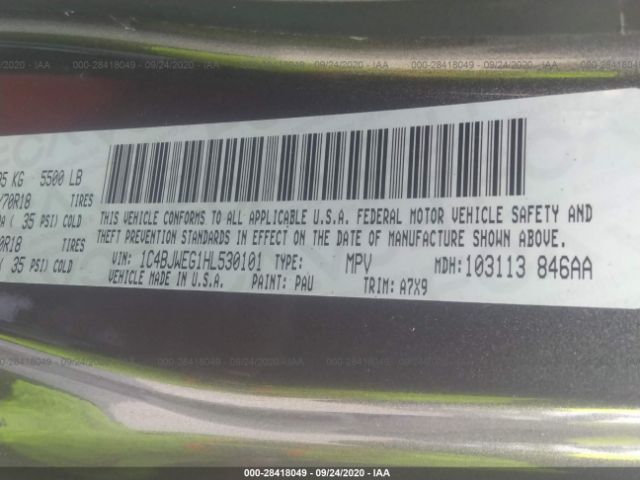 000-28418049 - 09/24/2020 - IAA
5 KG 5500 LB
/70R18 TIRES
( 35 PSI) COLD
0R18 TIRES
( 35 PSI) COLD
THIS VEHICLE CONFORMS TO ALL APPLICABLE U.S.A. FEDERAL MOTOR VEHICLE SAFETY AND
THEFT PREVENTION STANDARDS IN EFFECT ON THE DATE OF MANUFACTURE SHOWN ABOVE.
VIN: 1C4BJWEG1HL530101 TYPE: MPV MDH:103113 846AA
VEHICLE MADE IN U.S.A. PAINT: PAU TRIM: A7X9
000-28418049 - 09/24/2020 - IAA